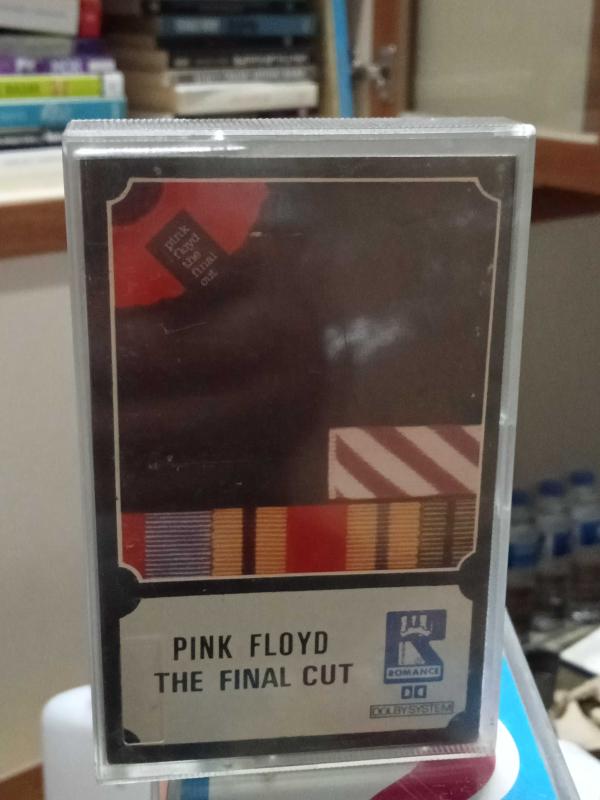 pink
floyd
the
final
cut
PINK FLOYD
THE FINAL CUT
R
ROMANCE
DOLBY SYSTEM